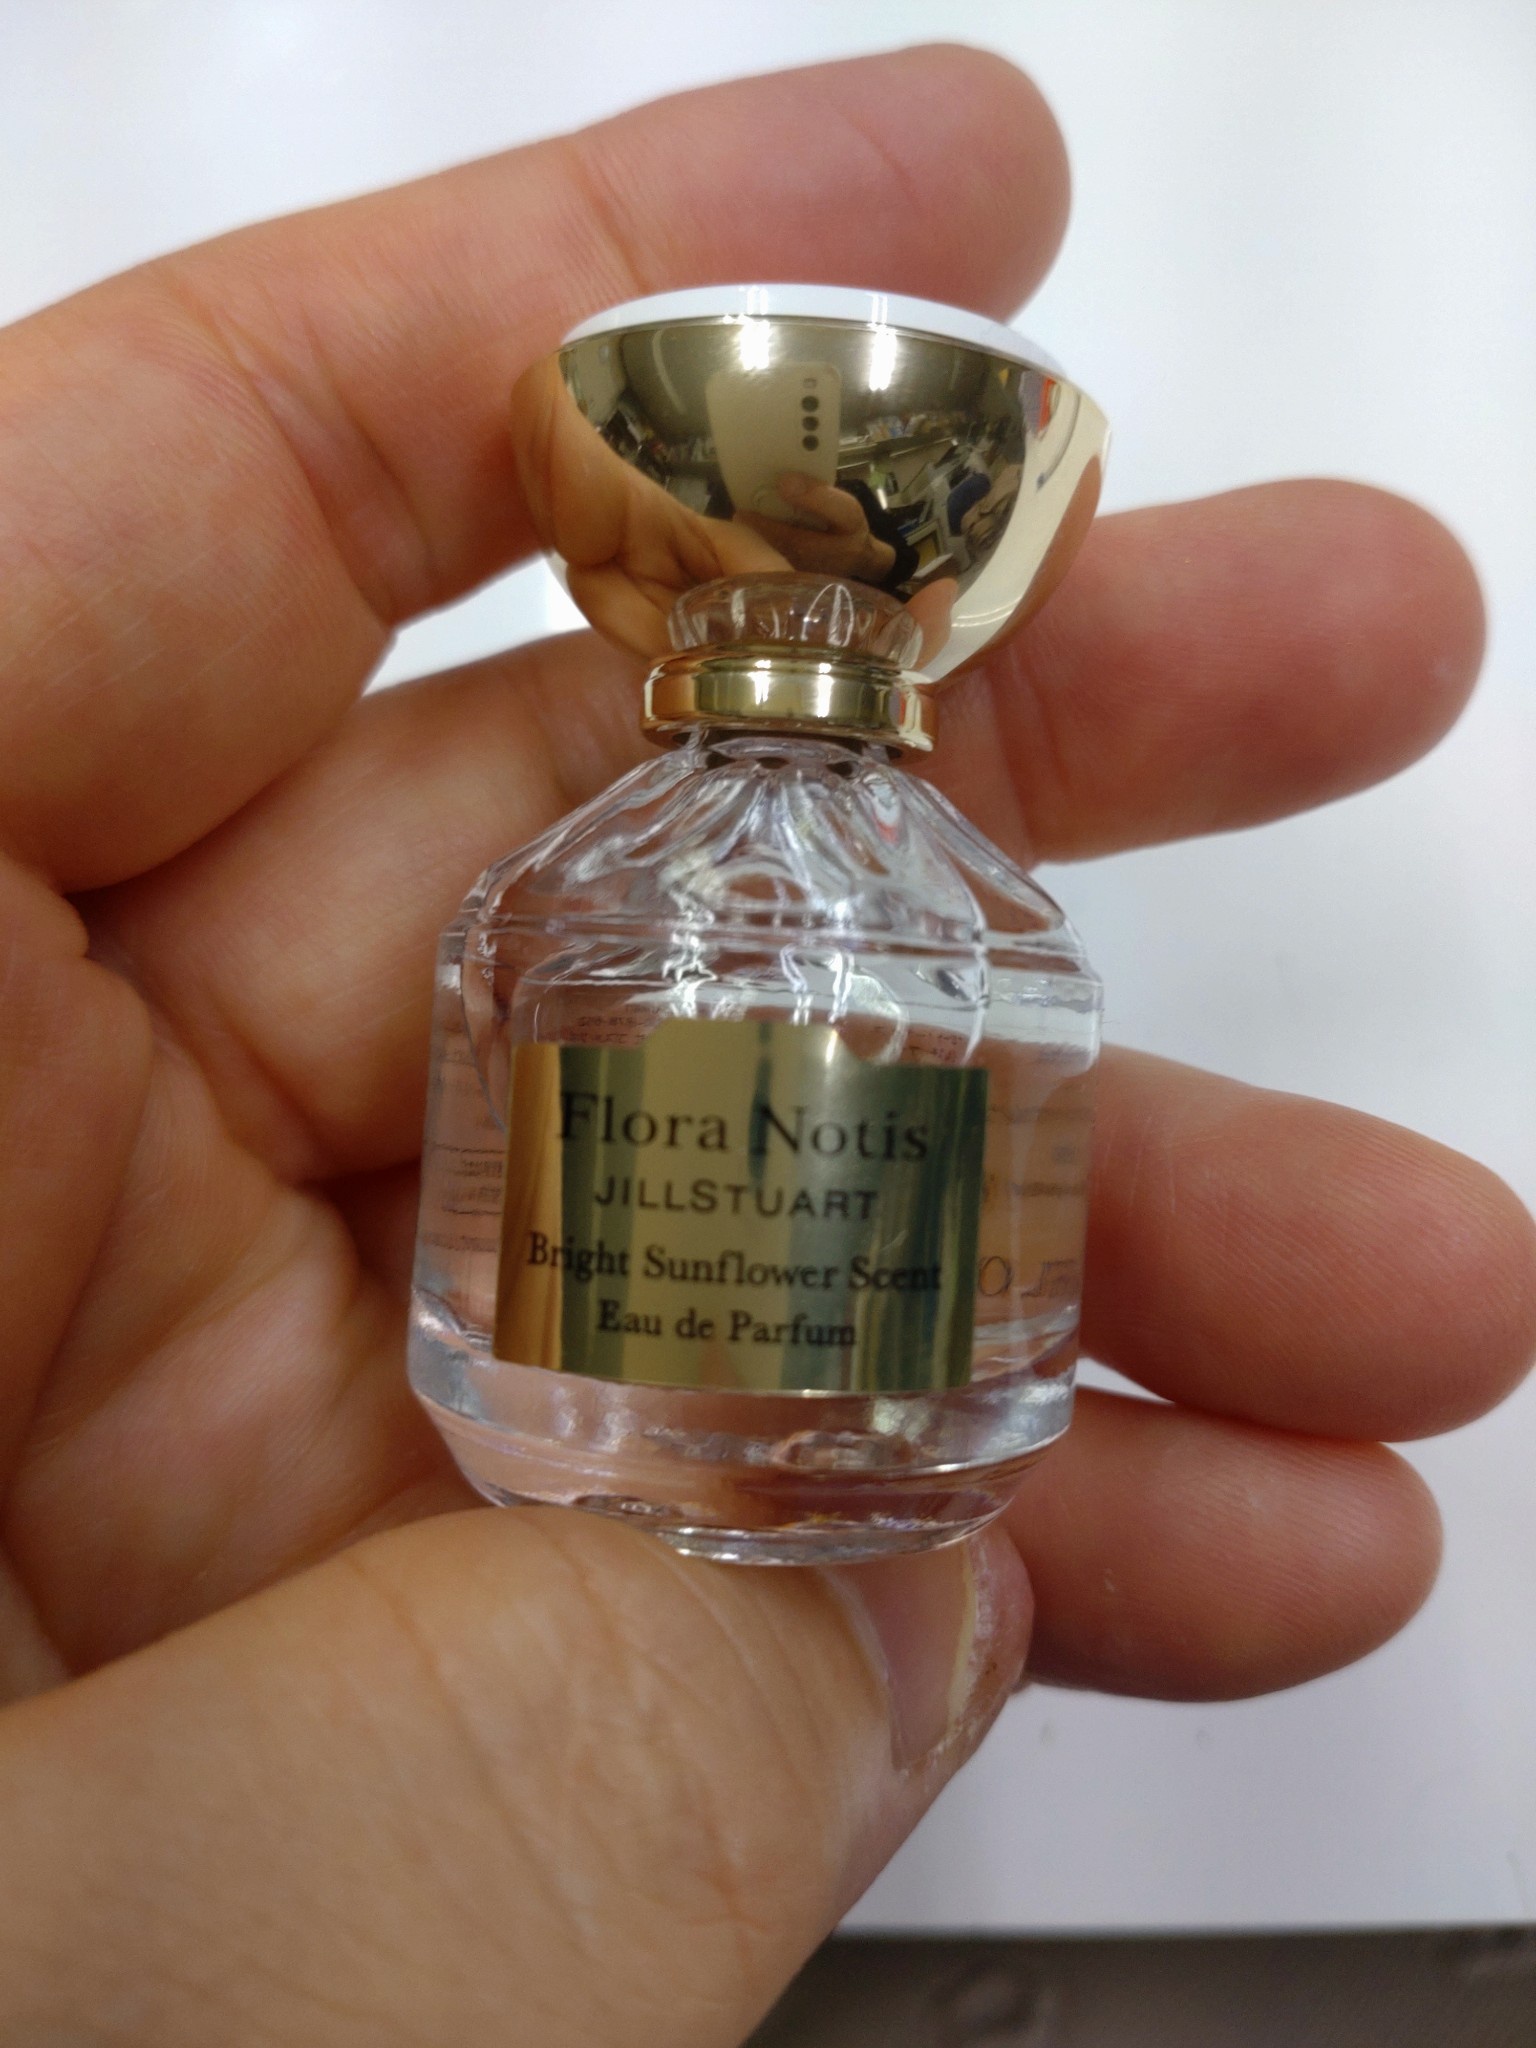 Flora Notis
JILLSTUART
Bright Sunflower Scent
Eau de Parfum